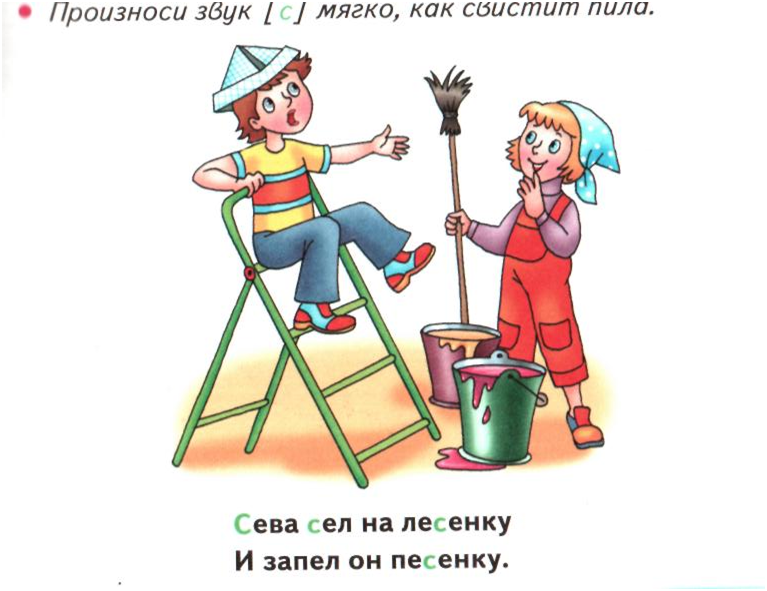 Произноси звук [с] мягко, как свистит пила.
Сева сел на лесенку
И запел он песенку.